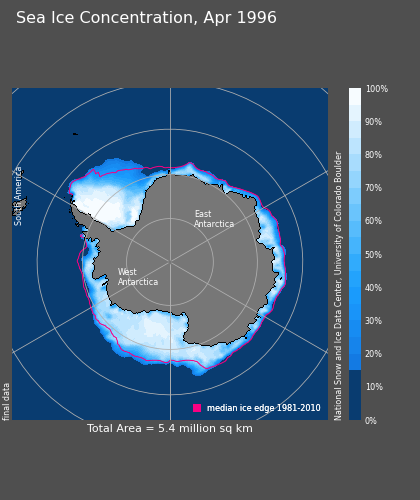 Sea Ice Concentration, Apr 1996
South America
East
Antarctica
West
Antarctica
final data
median ice edge 1981-2010
Total Area = 5.4 million sq km
National Snow and Ice Data Center, University of Colorado Boulder
100%
90%
80%
70%
60%
50%
40%
30%
20%
10%
0%